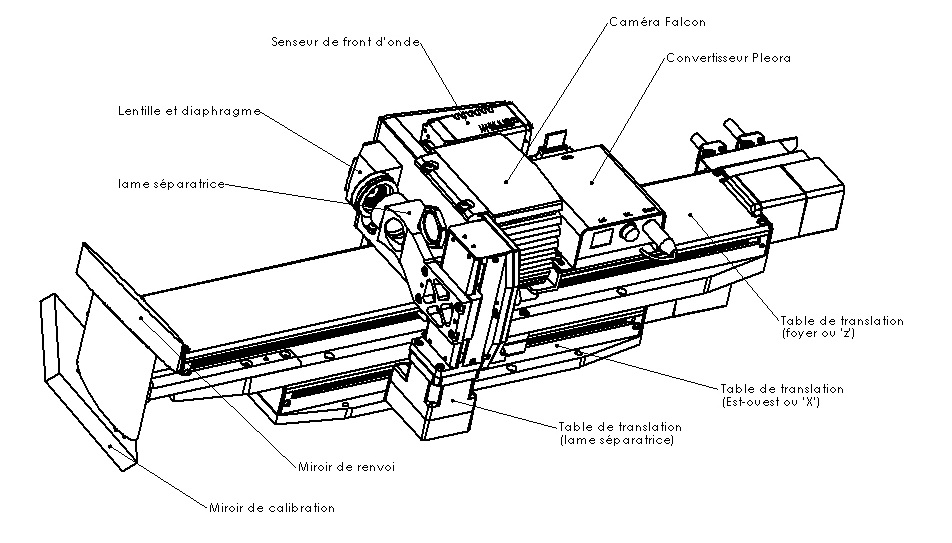 Caméra Falcon
Senseur de front d'onde
Convertisseur Pleora
Lentille et diaphragme
lame séparatrice
Table de translation
(foyer ou 'z')
Table de translation
(Est-ouest ou 'X')
Table de translation
(lame séparatrice)
Miroir de renvoi
Miroir de calibration